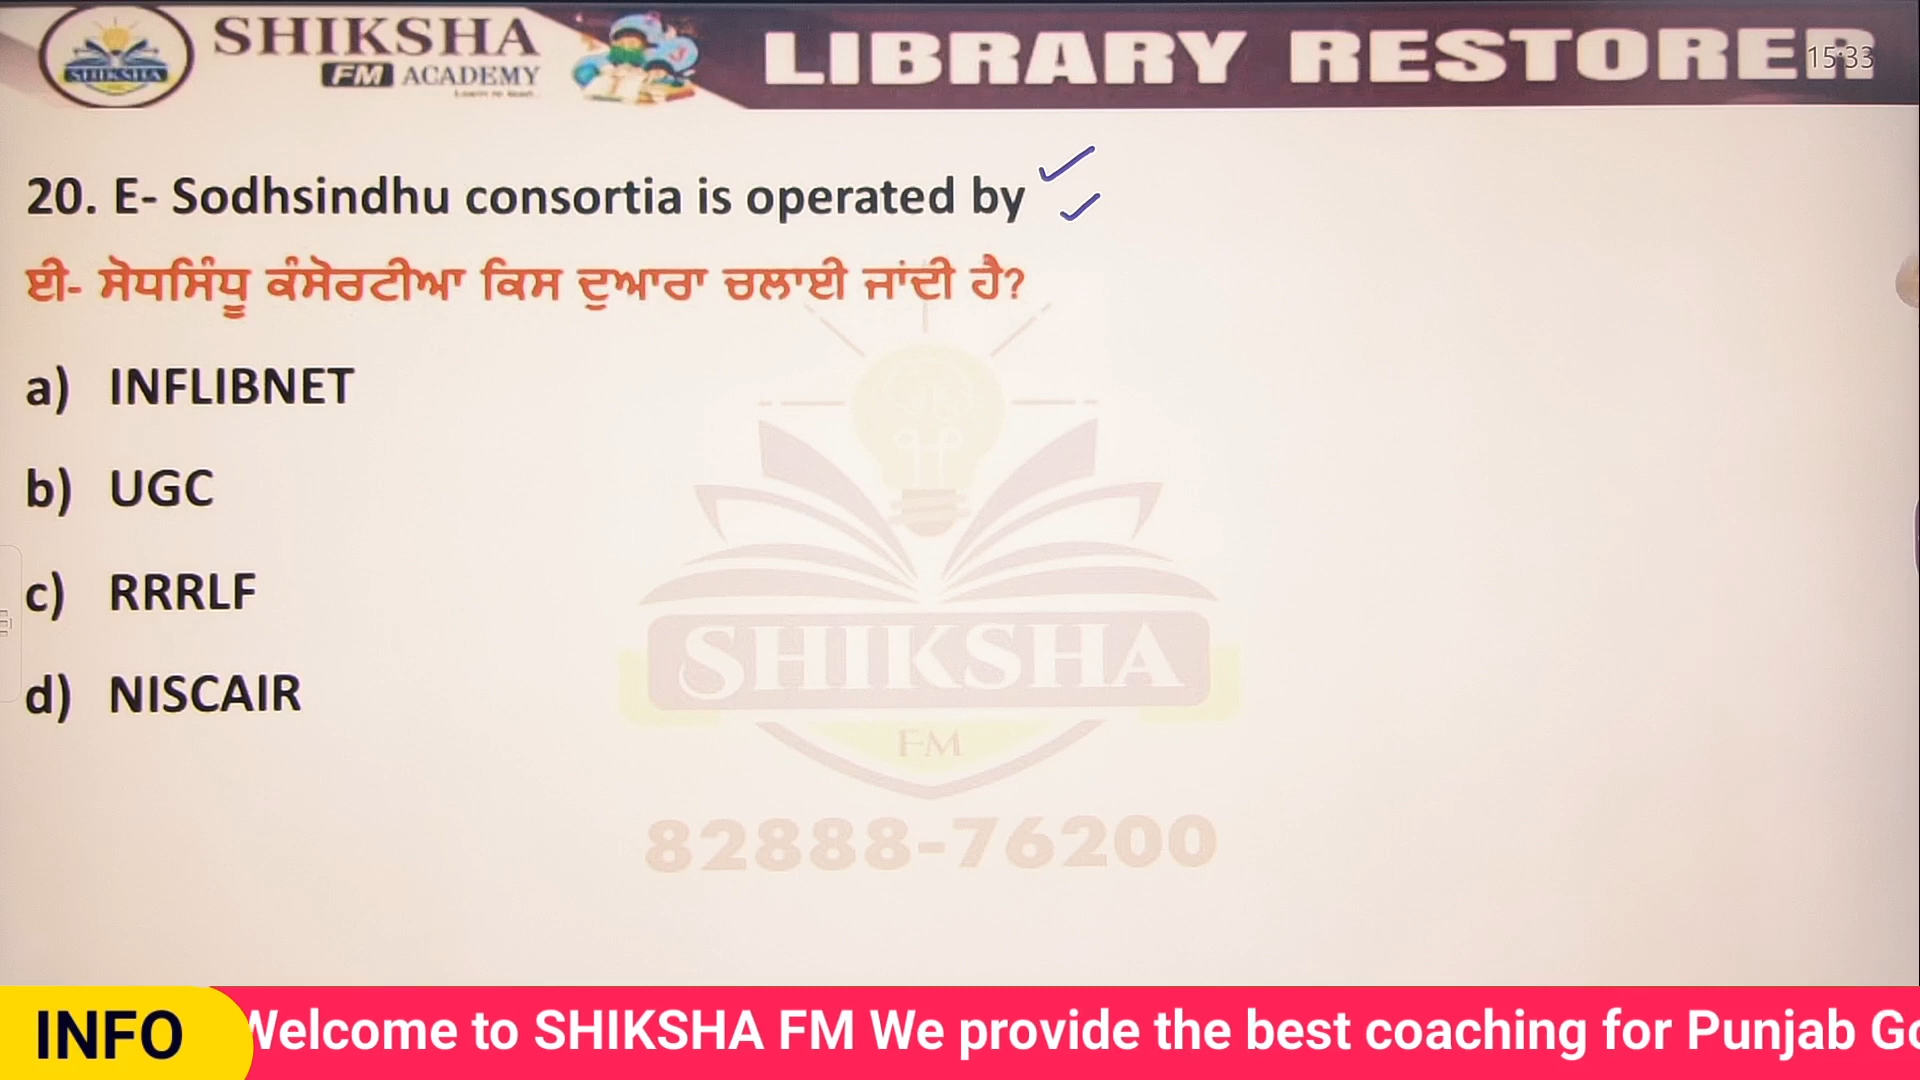 SHIKSHA
SHIKSHA
FM ACADEMY
LIBRARY RESTORER
15:33
20. E- Sodhsindhu consortia is operated by
ਈ- ਸੋਧਸਿੰਧੂ ਕੰਸੋਰਟੀਆ ਕਿਸ ਦੁਆਰਾ ਚਲਾਈ ਜਾਂਦੀ ਹੈ?
a) INFLIBNET
b) UGC
c) RRRLF
d) NISCAIR
SHIKSHA
FM
82888-76200
INFO
Welcome to SHIKSHA FM We provide the best coaching for Punjab Go